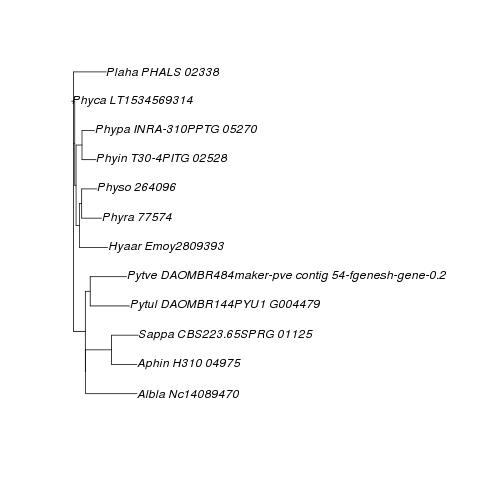 Plaha PHALS 02338
Phyca LT1534569314
Phypa INRA-310PPTG 05270
Phyin T30-4PITG 02528
Physo 264096
Phyra 77574
Hyaar Emoy2809393
Pytve DAOMBR484maker-pve contig 54-fgenesh-gene-0.2
Pytul DAOMBR144PYU1 G004479
Sappa CBS223.65SPRG 01125
Aphin H310 04975
Albla Nc14089470